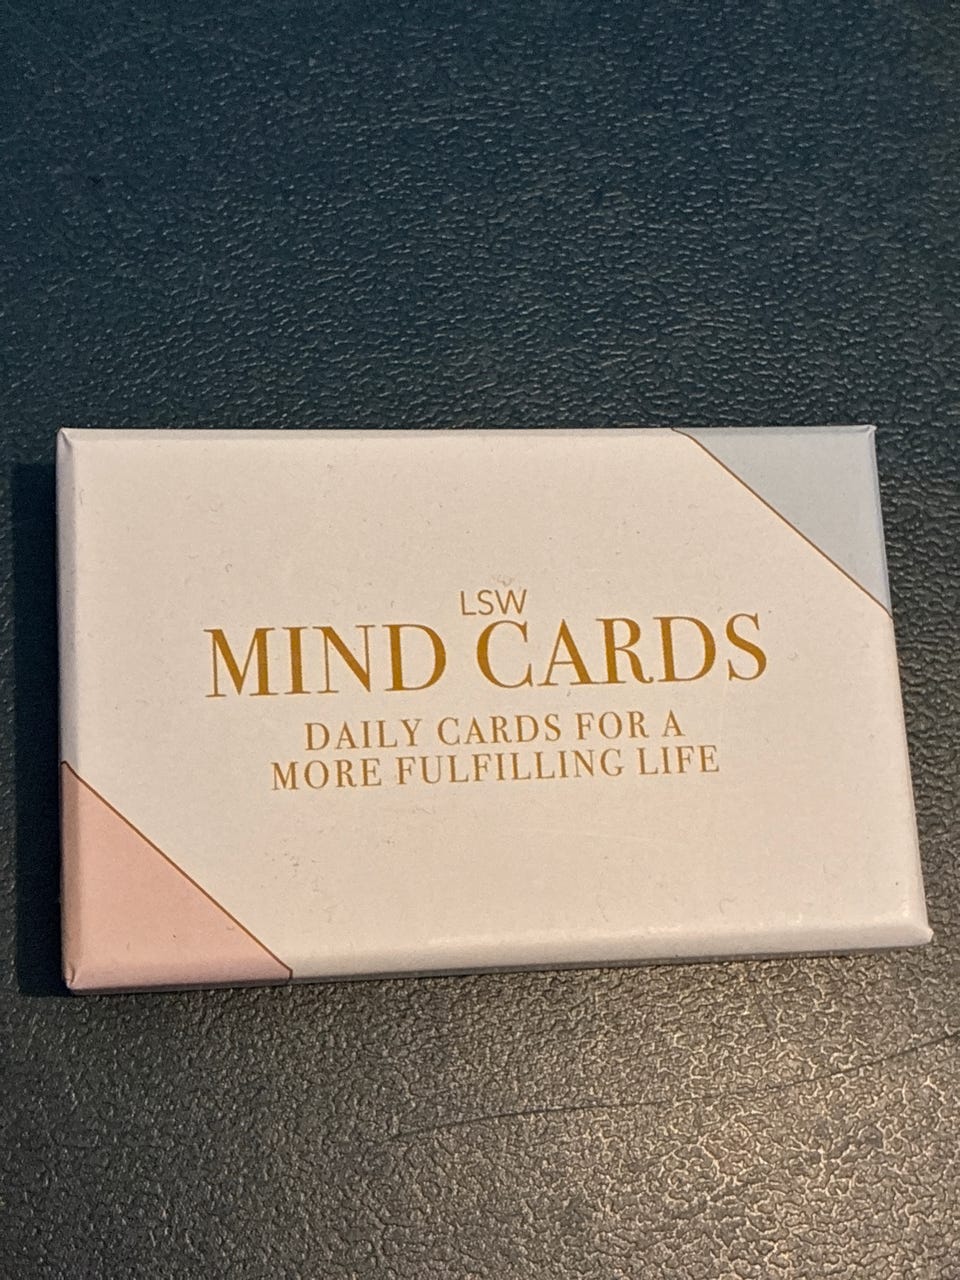 LSW
MIND CARDS
DAILY CARDS FOR A
MORE FULFILLING LIFE